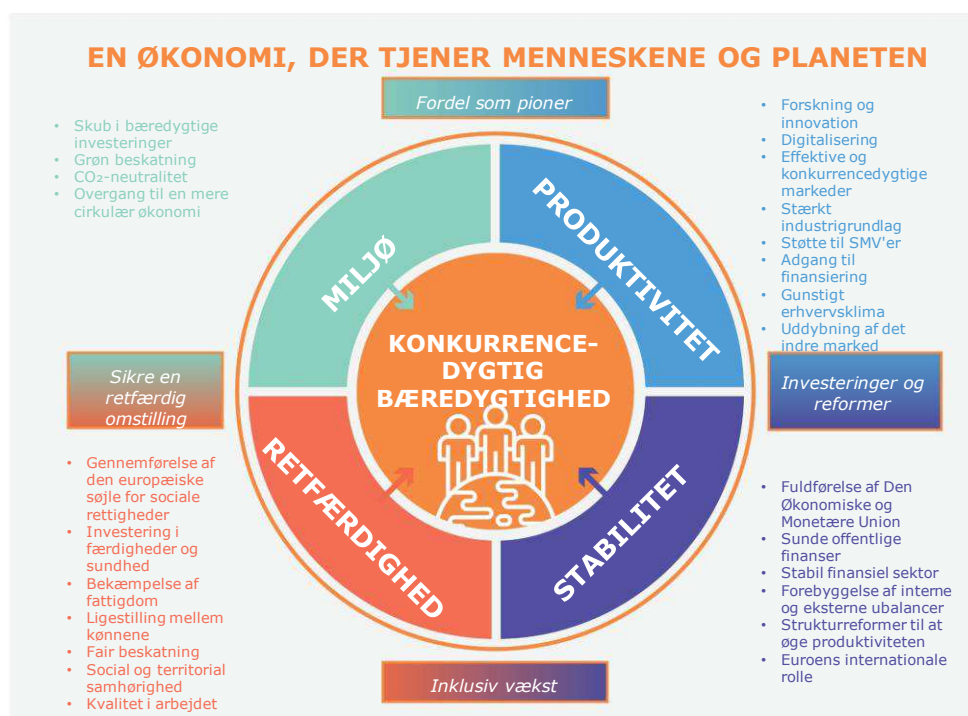 EN ØKONOMI, DER TJENER MENNESKENE OG PLANETEN
Fordel som pioner
• Skub i bæredygtige
investeringer
• Grøn beskatning
• CO₂-neutralitet
• Overgang til en mere
cirkulær økonomi
• Forskning og
innovation
• Digitalisering
• Effektive og
konkurrencedygtige
markeder
• Stærkt
industrigrundlag
• Støtte til SMV'er
• Adgang til
finansiering
• Gunstigt
erhvervsklima
• Uddybning af det
indre marked
MILJØ
PRODUKTIVITET
KONKURRENCE-
DYGTIG
BÆREDYGTIGHED
Sikre en
retfærdig
omstilling
Investeringer og
reformer
RETFÆRDIGHED
STABILITET
• Gennemførelse af
den europæiske
søjle for sociale
rettigheder
• Investering i
færdigheder og
sundhed
• Bekæmpelse af
fattigdom
• Ligestilling mellem
kønnene
• Fair beskatning
• Social og territorial
samhørighed
• Kvalitet i arbejdet
• Fuldførelse af Den
Økonomiske og
Monetære Union
• Sunde offentlige
finanser
• Stabil finansiel sektor
• Forebyggelse af interne
og eksterne ubalancer
• Strukturreformer til at
øge produktiviteten
• Euroens internationale
rolle
Inklusiv vækst